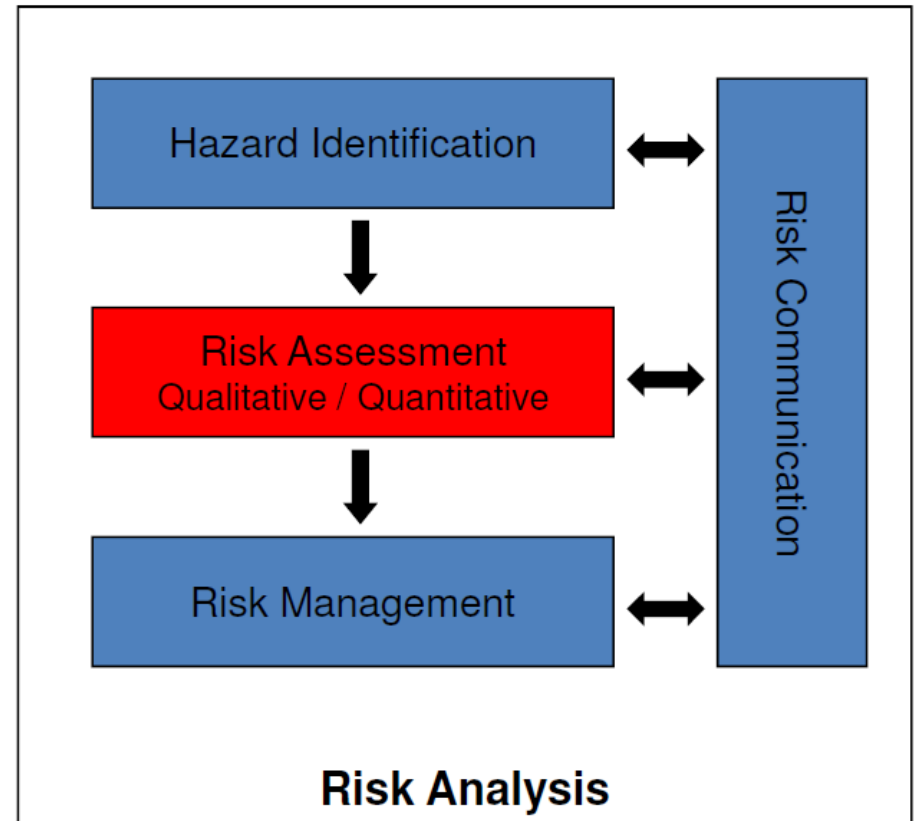 Hazard Identification
Risk Assessment
Qualitative / Quantitative
Risk Management
Risk Communication
Risk Analysis